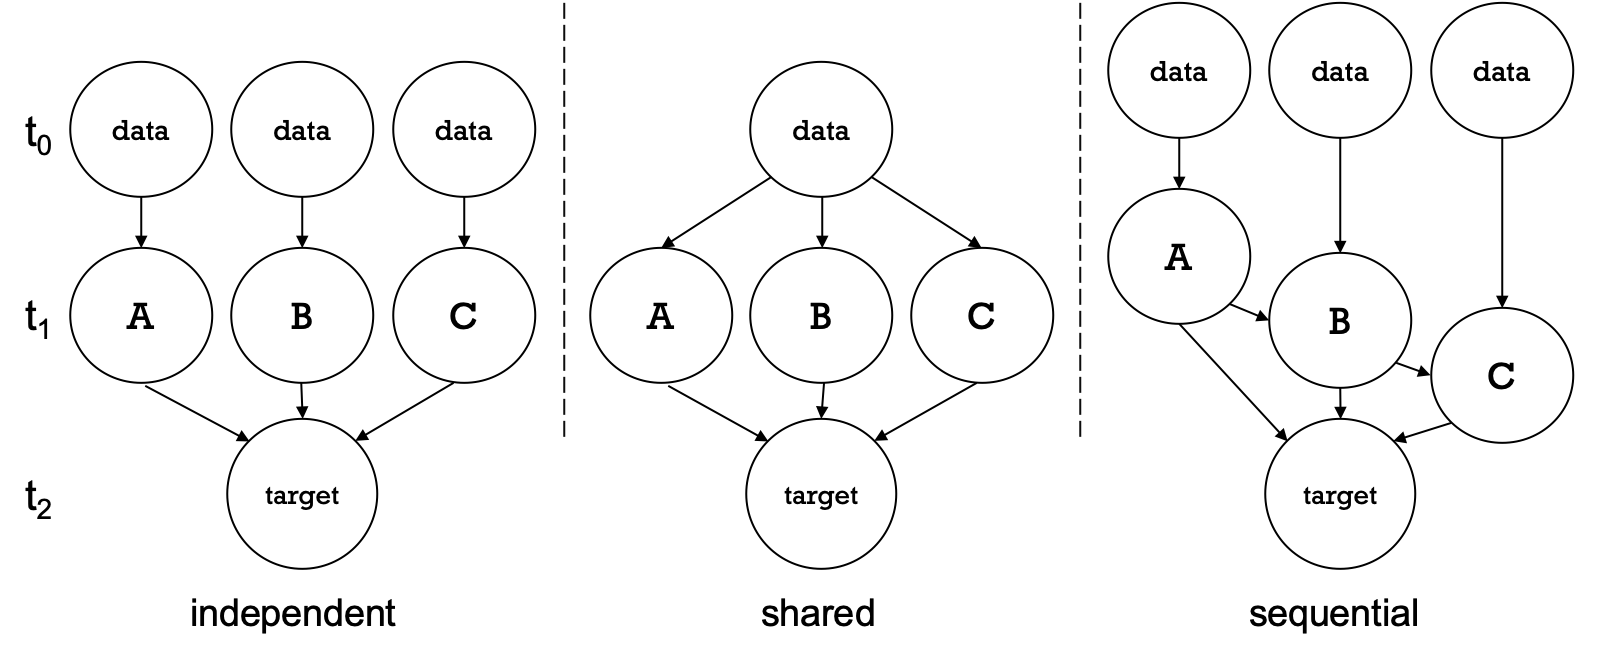 data data data
t₀ data data data data
A
t₁ A B C A B C B
C
t₂ target target target
independent shared sequential